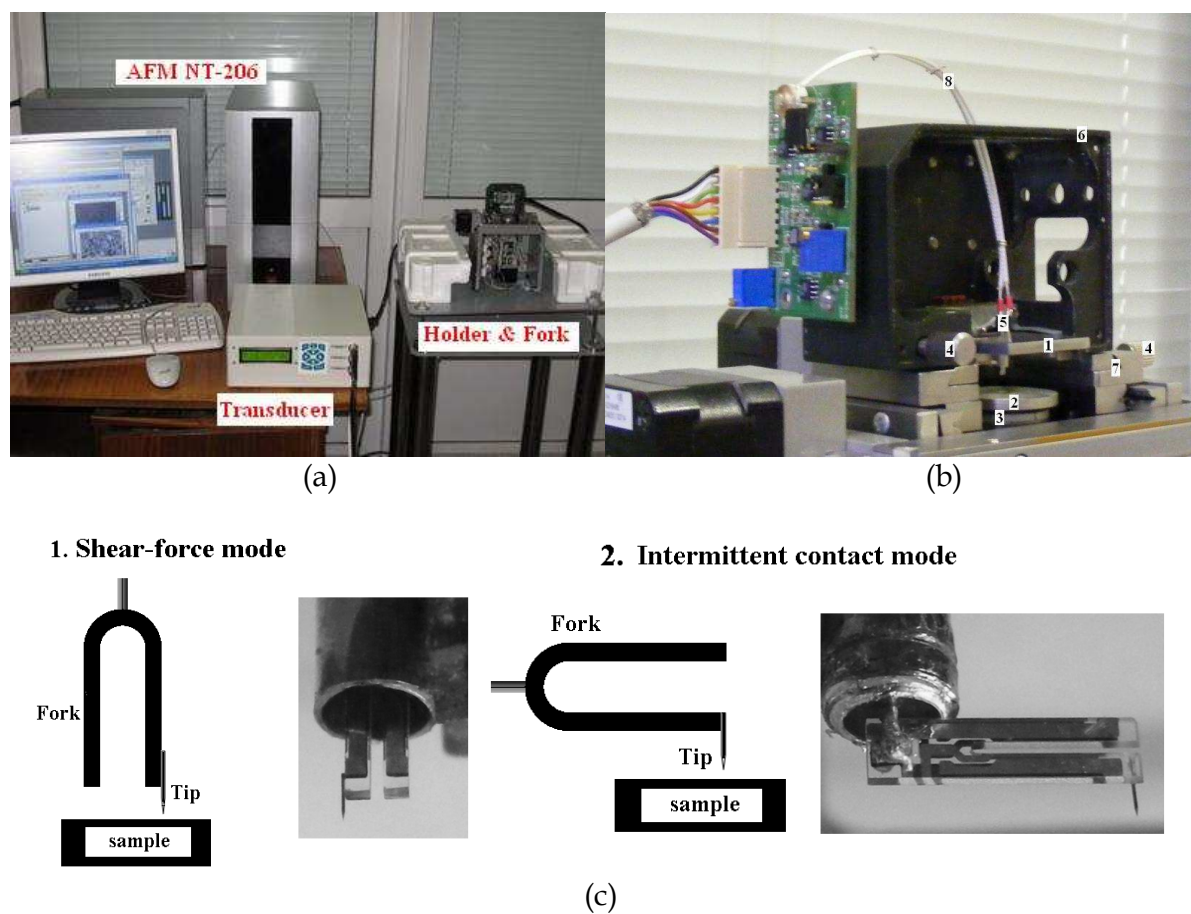 AFM NT-206
Holder & Fork
Transducer
8
6
5
4
1
4
7
2
3
(a)
(b)
1. Shear-force mode
2. Intermittent contact mode
Fork
Tip
sample
Fork
Tip
sample
(c)